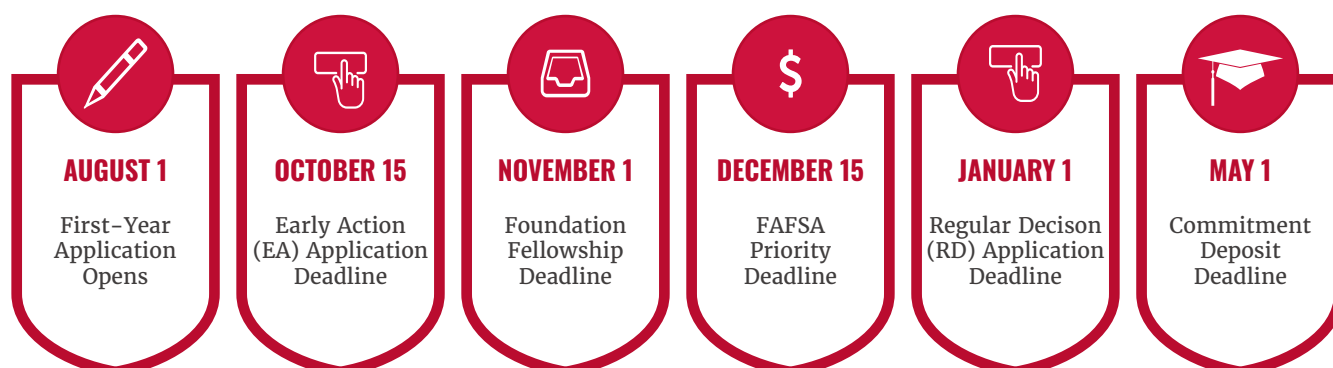 $
AUGUST 1
First-Year
Application
Opens
OCTOBER 15
Early Action
(EA) Application
Deadline
NOVEMBER 1
Foundation
Fellowship
Deadline
DECEMBER 15
FAFSA
Priority
Deadline
JANUARY 1
Regular Decison
(RD) Application
Deadline
MAY 1
Commitment
Deposit
Deadline